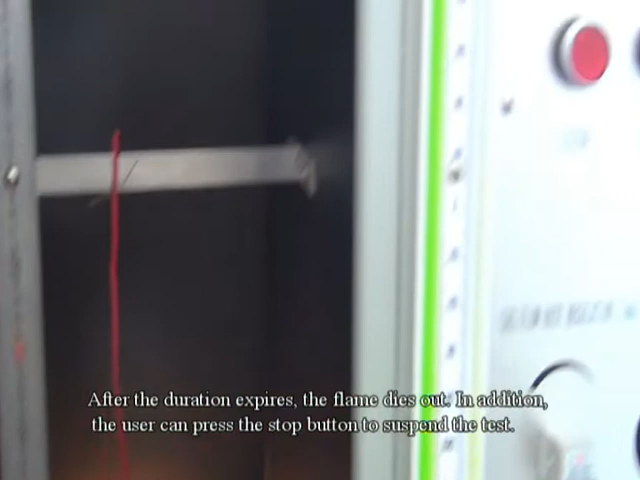 After the duration expires, the flame dies out. In addition,
the user can press the stop button to suspend the test.